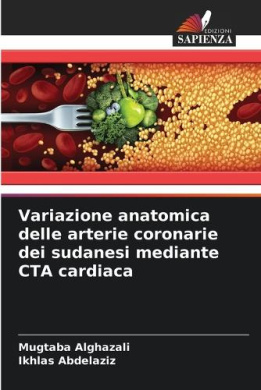 EDIZIONI
SAPIENZA
Variazione anatomica
delle arterie coronarie
dei sudanesi mediante
CTA cardiaca
Mugtaba Alghazali
Ikhlas Abdelaziz